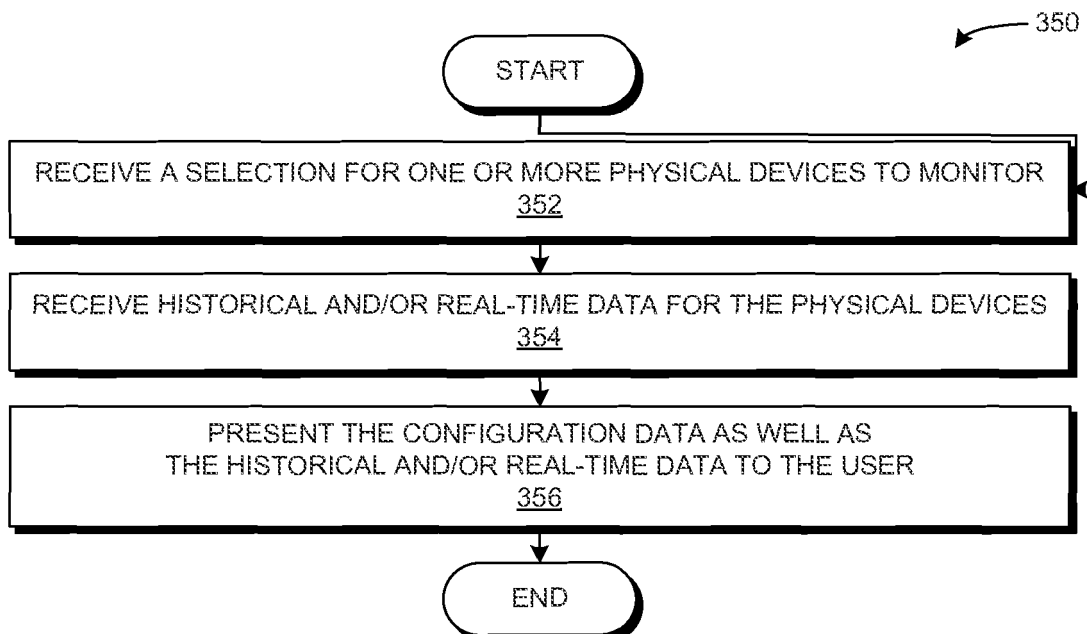 350
START
RECEIVE A SELECTION FOR ONE OR MORE PHYSICAL DEVICES TO MONITOR
352
RECEIVE HISTORICAL AND/OR REAL-TIME DATA FOR THE PHYSICAL DEVICES
354
PRESENT THE CONFIGURATION DATA AS WELL AS
THE HISTORICAL AND/OR REAL-TIME DATA TO THE USER
356
END